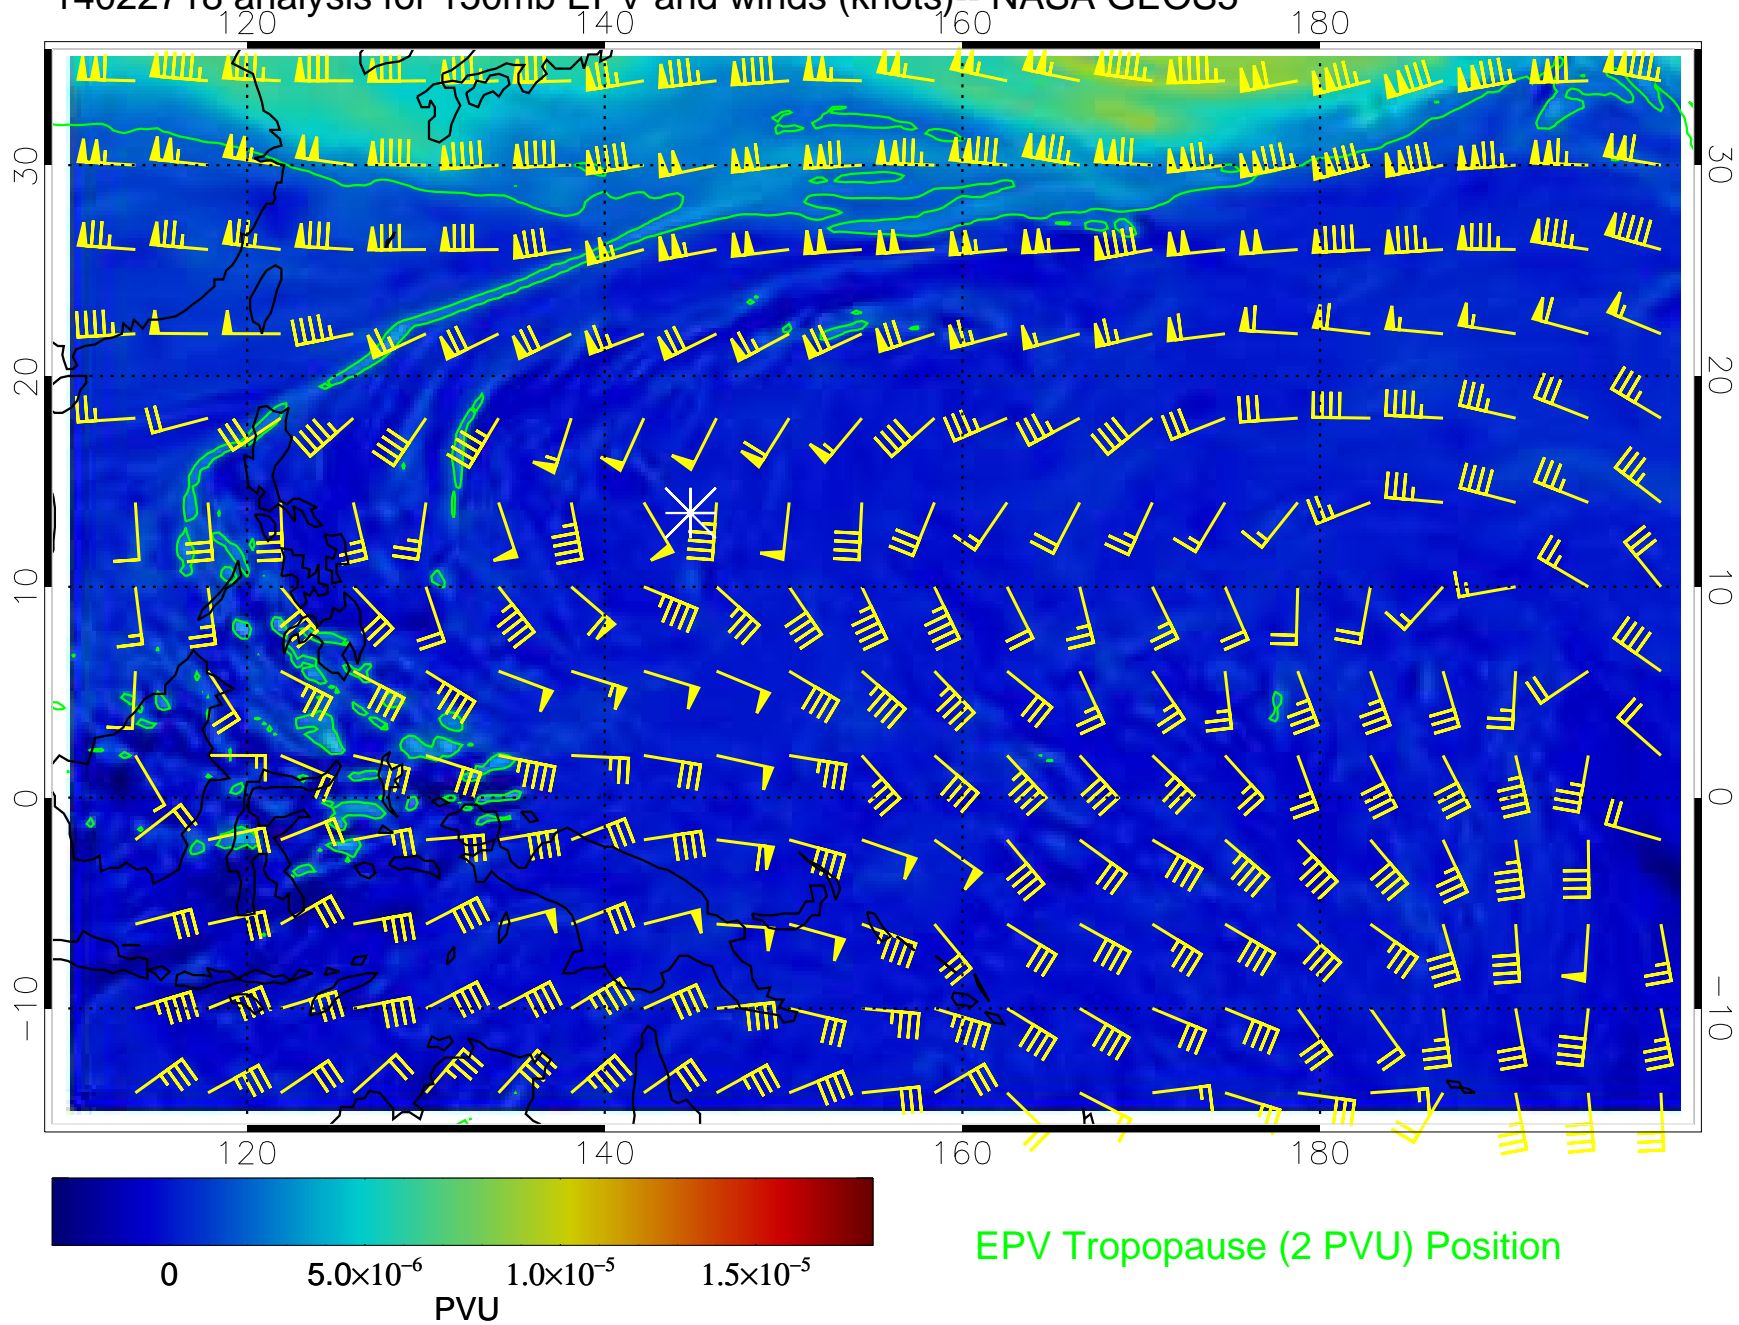 14022718 analysis for 150mb EPV and winds (knots)-- NASA GEOS5
120 140 160 180
30 30
20 20
10 10
0 0
-10 -10
120 140 160 180
0 5.0×10⁻⁶ 1.0×10⁻⁵ 1.5×10⁻⁵
PVU
EPV Tropopause (2 PVU) Position